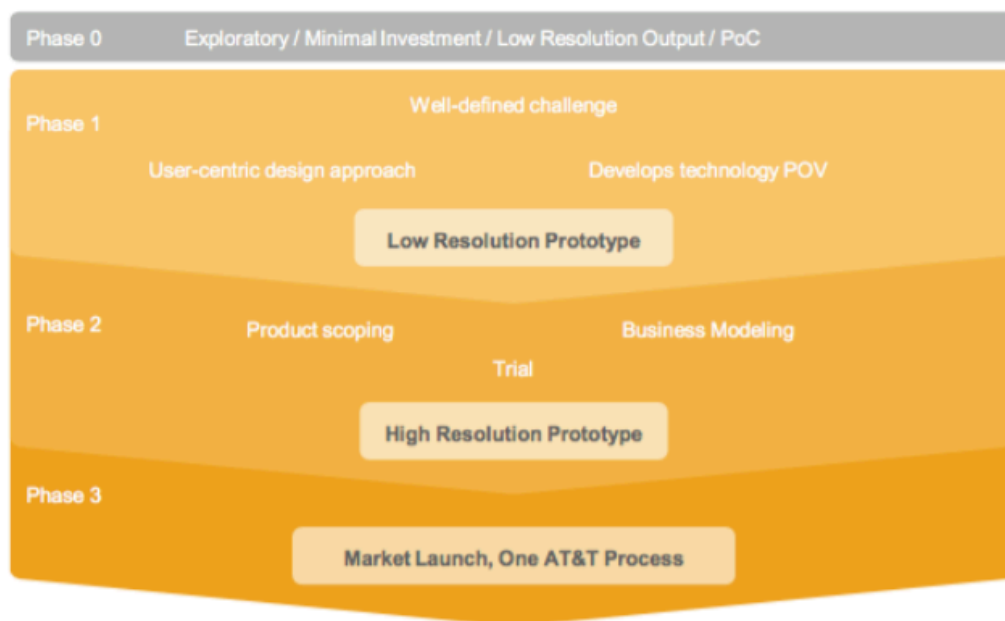 Phase 0 Exploratory / Minimal Investment / Low Resolution Output / PoC
Well-defined challenge
Phase 1
User-centric design approach Develops technology POV
Low Resolution Prototype
Phase 2 Product scoping Business Modeling
Trial
High Resolution Prototype
Phase 3
Market Launch, One AT&T Process